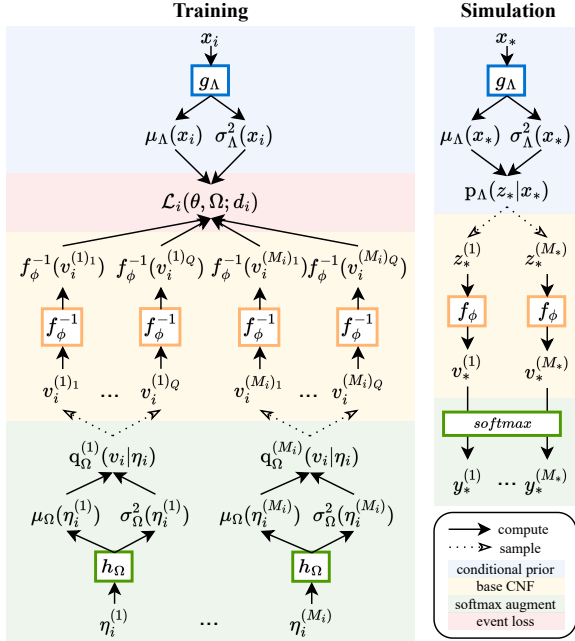 Training
x_i
g_Λ
μ_Λ(x_i) σ²_Λ(x_i)
ℒ_i(θ, Ω; d_i)
f_ϕ^{-1}(v_i^{(1)_1}) f_ϕ^{-1}(v_i^{(1)_Q}) f_ϕ^{-1}(v_i^{(M_i)_1}) f_ϕ^{-1}(v_i^{(M_i)_Q})
f_ϕ^{-1} f_ϕ^{-1} f_ϕ^{-1} f_ϕ^{-1}
v_i^{(1)_1} ... v_i^{(1)_Q} v_i^{(M_i)_1} ... v_i^{(M_i)_Q}
q_Ω^{(1)}(v_i|η_i) q_Ω^{(M_i)}(v_i|η_i)
μ_Ω(η_i^{(1)}) σ²_Ω(η_i^{(1)}) μ_Ω(η_i^{(M_i)}) σ²_Ω(η_i^{(M_i)})
h_Ω h_Ω
η_i^{(1)} ... η_i^{(M_i)}
Simulation
x_*
g_Λ
μ_Λ(x_*) σ²_Λ(x_*)
p_Λ(z_*|x_*)
z_*^{(1)} z_*^{(M_*)}
f_ϕ f_ϕ
v_*^{(1)} v_*^{(M_*)}
softmax
y_*^{(1)} ... y_*^{(M_*)}
compute
sample
conditional prior
base CNF
softmax augment
event loss